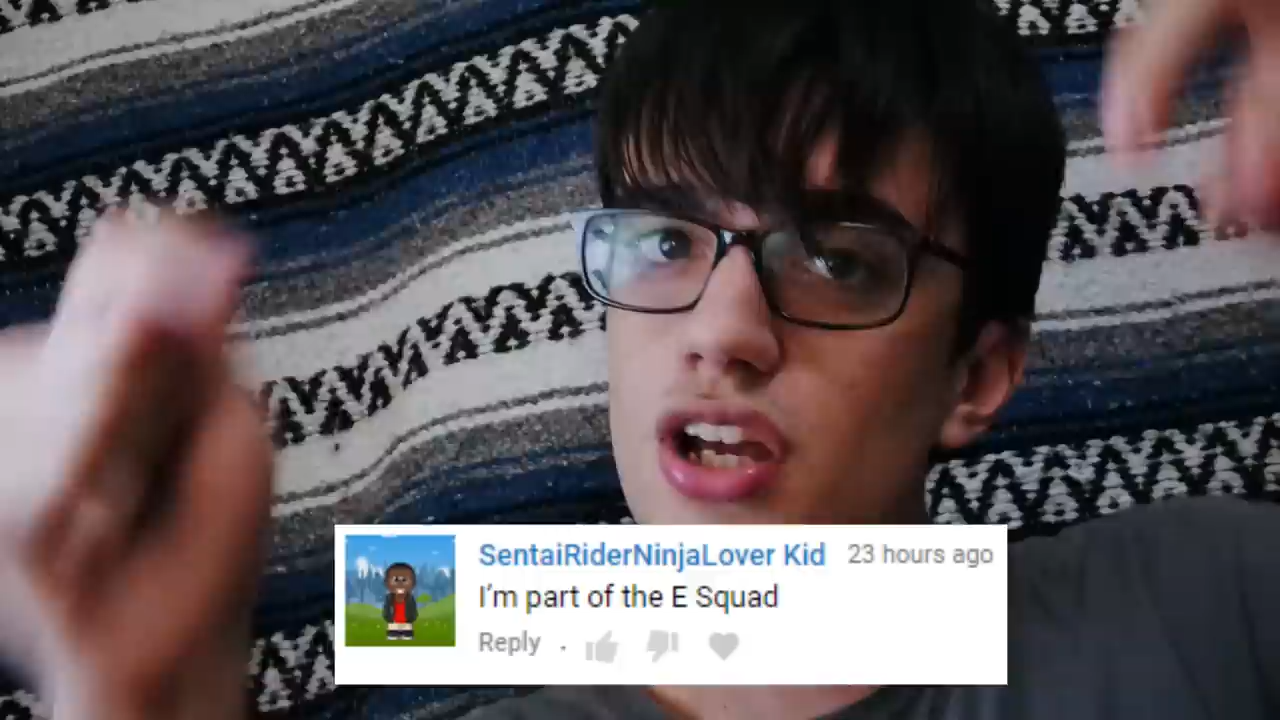 SentaiRiderNinjaLover Kid 23 hours ago
I'm part of the E Squad
Reply .